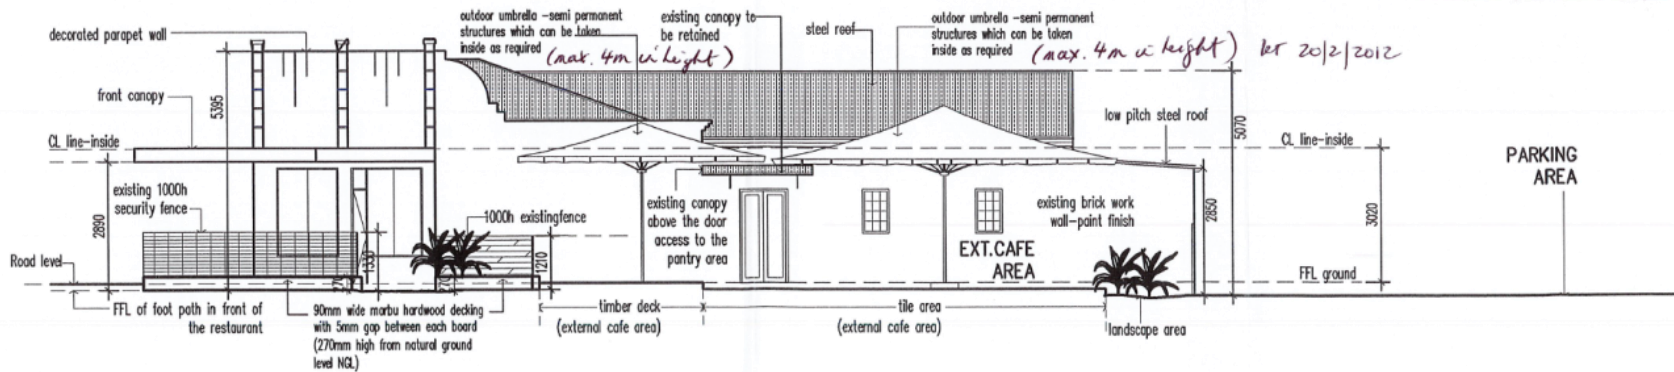 outdoor umbrella -semi permanent
structures which can be taken
inside as required
(max. 4m in height)
existing canopy to
be retained
steel roof
outdoor umbrella -semi permanent
structures which can be taken
inside as required
(max. 4m in height)
20/2/2012
decorated parapet wall
front canopy
5395
low pitch steel roof
5070
CL line-inside
CL line-inside
PARKING
AREA
existing 1000h
security fence
2890
1000h existingfence
existing canopy
above the door
access to the
pantry area
existing brick work
wall-paint finish
2850
3020
EXT.CAFE
AREA
1210
Road level
FFL ground
FFL of foot path in front of
the restaurant
90mm wide marbu hardwood decking
with 5mm gap between each board
(270mm high from natural ground
level NGL)
timber deck
(external cafe area)
tile area
(external cafe area)
landscape area